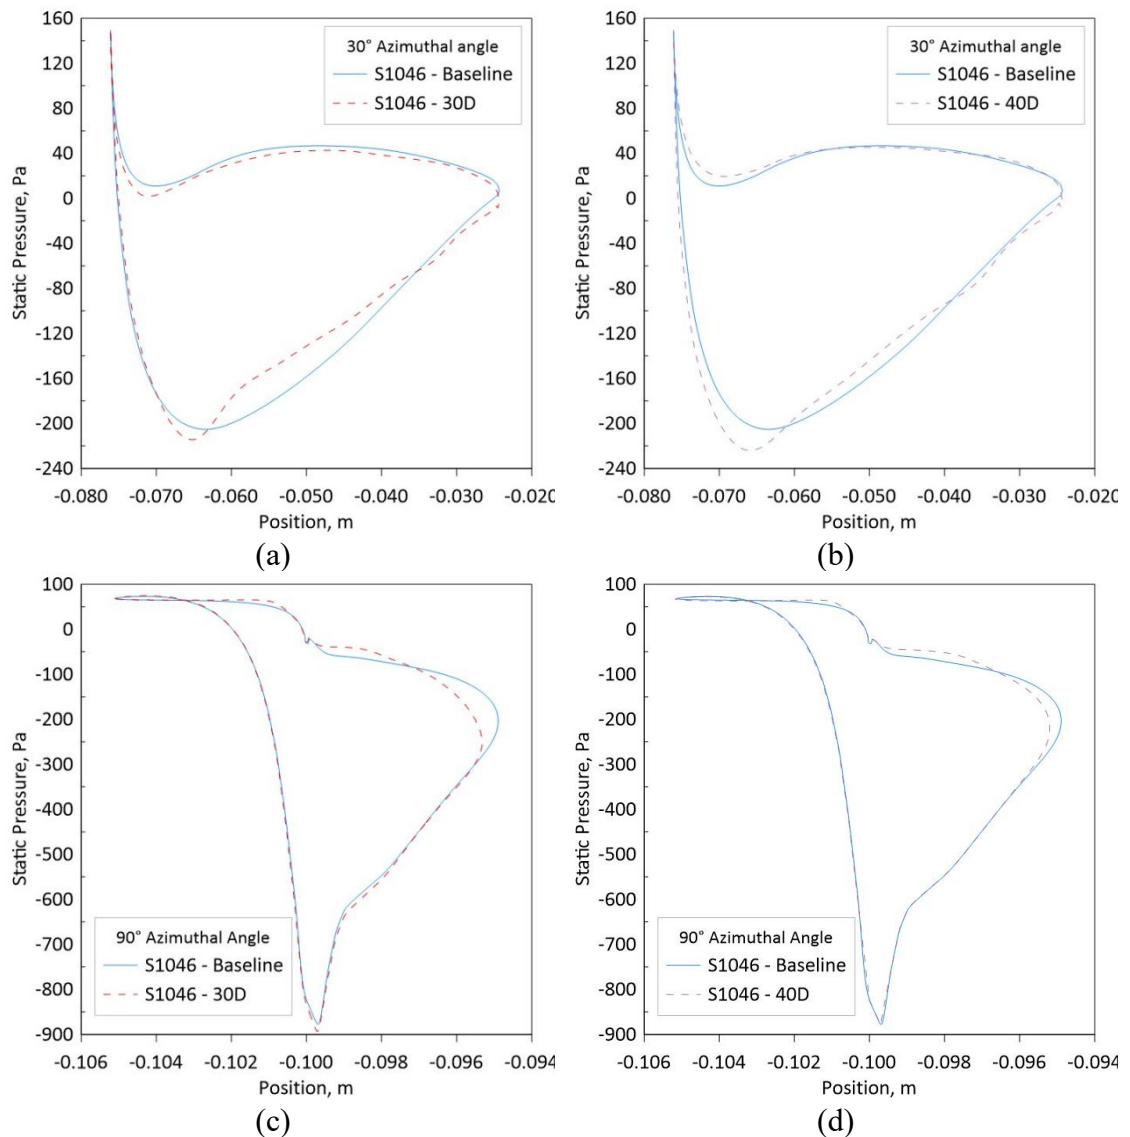 160
120
80
40
0
-40
-80
-120
-160
-200
-240
Static Pressure, Pa
30° Azimuthal angle
S1046 - Baseline
S1046 - 30D
-0.080 -0.070 -0.060 -0.050 -0.040 -0.030 -0.020
Position, m
(a)
160
120
80
40
0
-40
-80
-120
-160
-200
-240
Static Pressure, Pa
30° Azimuthal angle
S1046 - Baseline
S1046 - 40D
-0.080 -0.070 -0.060 -0.050 -0.040 -0.030 -0.020
Position, m
(b)
100
0
-100
-200
-300
-400
-500
-600
-700
-800
-900
Static Pressure, Pa
90° Azimuthal Angle
S1046 - Baseline
S1046 - 30D
-0.106 -0.104 -0.102 -0.100 -0.098 -0.096 -0.094
Position, m
(c)
100
0
-100
-200
-300
-400
-500
-600
-700
-800
-900
Static Pressure, Pa
90° Azimuthal Angle
S1046 - Baseline
S1046 - 40D
-0.106 -0.104 -0.102 -0.100 -0.098 -0.096 -0.094
Position, m
(d)